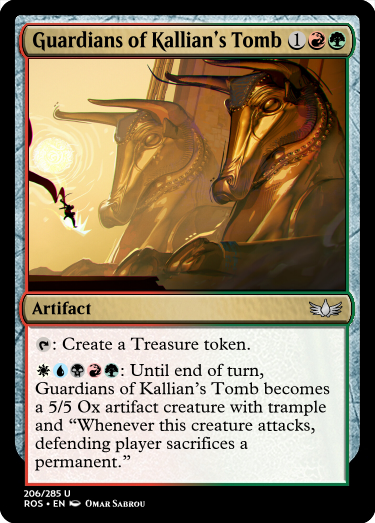 Guardians of Kallian's Tomb 1
Artifact
: Create a Treasure token.
: Until end of turn,
Guardians of Kallian's Tomb becomes
a 5/5 Ox artifact creature with trample
and “Whenever this creature attacks,
defending player sacrifices a
permanent.”
206/285 U
ROS • EN Omar Sabrou